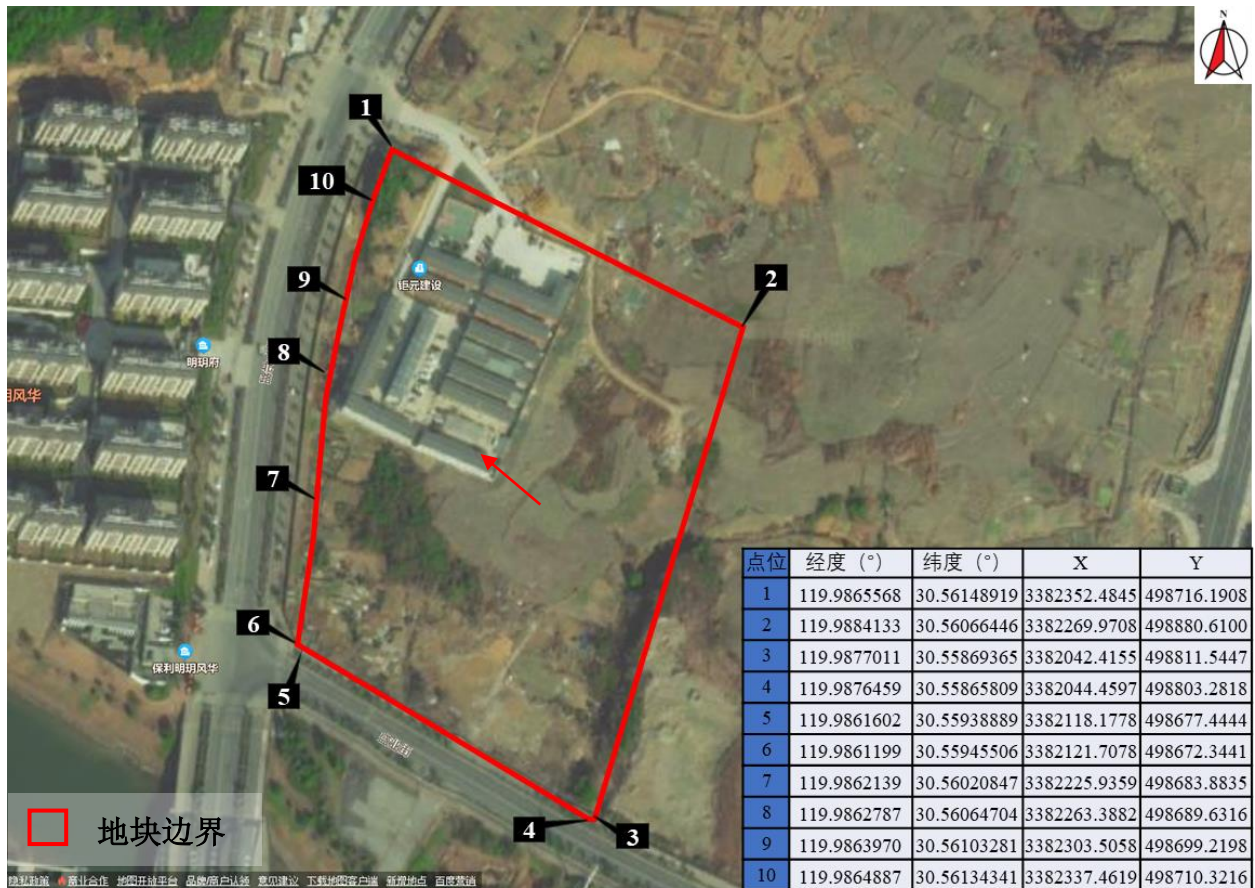 N
1
10
2
9
8
7
6
5
4
3
钜元建设
明玥府
明风华
保利明玥风华
点位 经度（°） 纬度（°） X Y
1 119.9865568 30.56148919 3382352.4845 498716.1908
2 119.9884133 30.56066446 3382269.9708 498880.6100
3 119.9877011 30.55869365 3382042.4155 498811.5447
4 119.9876459 30.55865809 3382044.4597 498803.2818
5 119.9861602 30.55938889 3382118.1778 498677.4444
6 119.9861199 30.55945506 3382121.7078 498672.3441
7 119.9862139 30.56020847 3382225.9359 498683.8835
8 119.9862787 30.56064704 3382263.3882 498689.6316
9 119.9863970 30.56103281 3382303.5058 498699.2198
10 119.9864887 30.56134341 3382337.4619 498710.3216
地块边界
隐私政策 商业合作 地图开放平台 品牌/商户认领 意见建议 下载地图客户端 新增地点 百度营销